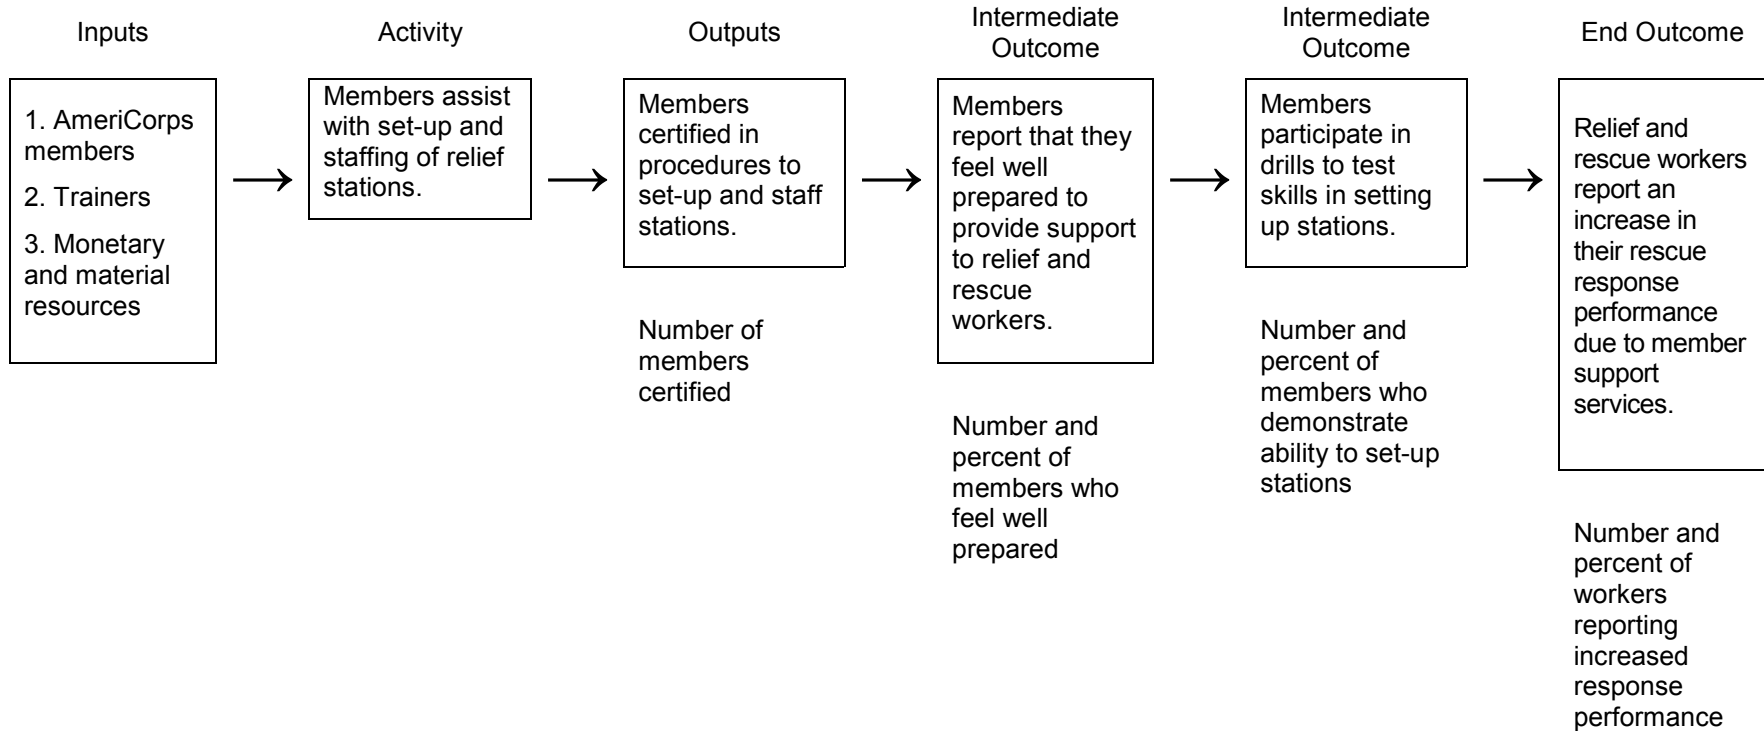 Inputs
1. AmeriCorps
members
2. Trainers
3. Monetary
and material
resources
Activity
Members assist
with set-up and
staffing of relief
stations.
Outputs
Members
certified in
procedures to
set-up and staff
stations.
Number of
members
certified
Intermediate
Outcome
Members
report that they
feel well
prepared to
provide support
to relief and
rescue
workers.
Number and
percent of
members who
feel well
prepared
Intermediate
Outcome
Members
participate in
drills to test
skills in setting
up stations.
Number and
percent of
members who
demonstrate
ability to set-up
stations
End Outcome
Relief and
rescue workers
report an
increase in
their rescue
response
performance
due to member
support
services.
Number and
percent of
workers
reporting
increased
response
performance